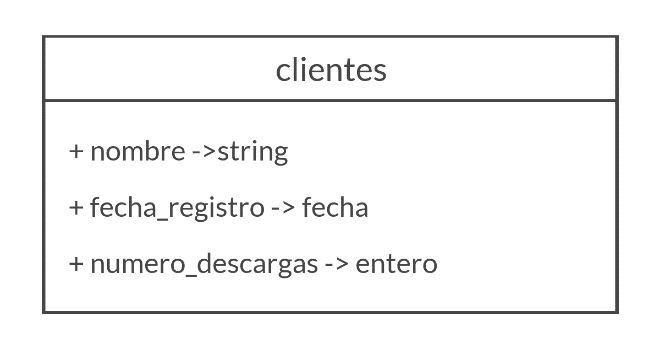 clientes
+ nombre ->string
+ fecha_registro -> fecha
+ numero_descargas -> entero